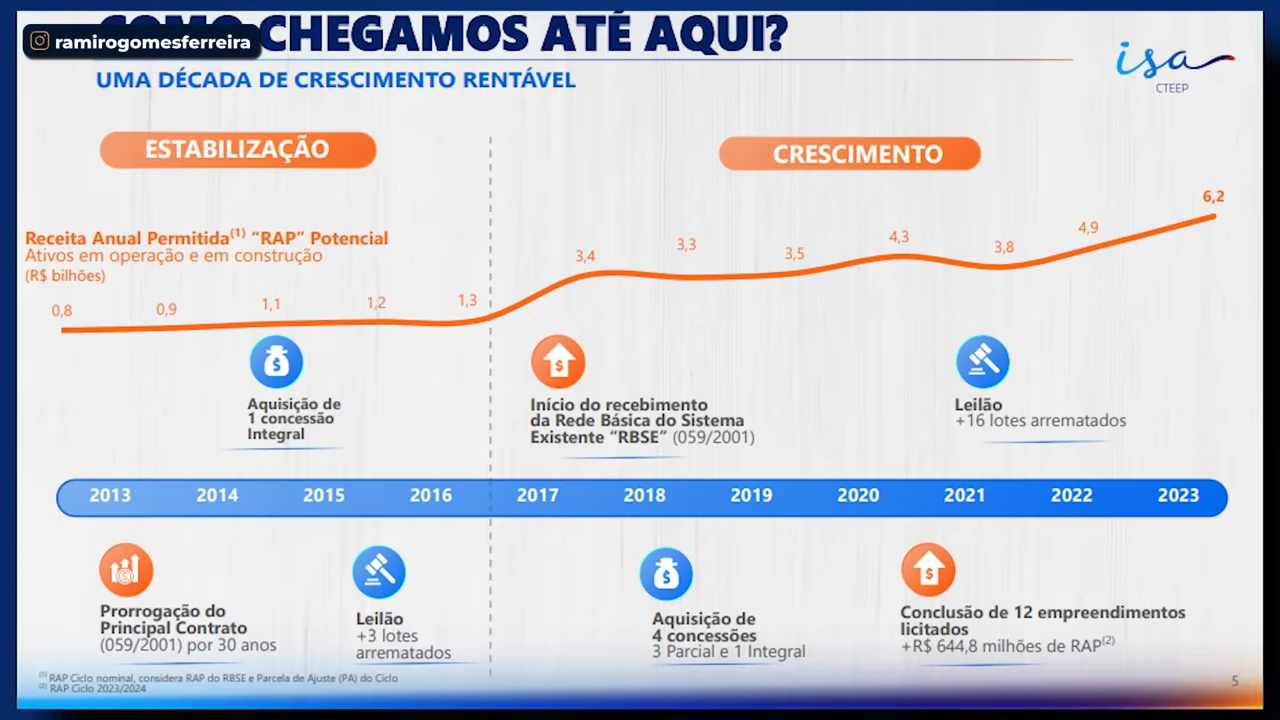 COMO CHEGAMOS ATÉ AQUI?
ramirogomesferreira
UMA DÉCADA DE CRESCIMENTO RENTÁVEL
isa
CTEEP
ESTABILIZAÇÃO
CRESCIMENTO
Receita Anual Permitida(1) “RAP” Potencial
Ativos em operação e em construção
(R$ bilhões)
0,8
0,9
1,1
1,2
1,3
3,4
3,3
3,5
4,3
3,8
4,9
6,2
Aquisição de
1 concessão
Integral
Início do recebimento
da Rede Básica do Sistema
Existente “RBSE” (059/2001)
Leilão
+16 lotes arrematados
2013 2014 2015 2016 2017 2018 2019 2020 2021 2022 2023
Prorrogação do
Principal Contrato
(059/2001) por 30 anos
Leilão
+3 lotes
arrematados
Aquisição de
4 concessões
3 Parcial e 1 Integral
Conclusão de 12 empreendimentos
licitados
+R$ 644,8 milhões de RAP(2)
(1) RAP Ciclo nominal, considera RAP do RBSE e Parcela de Ajuste (PA) do Ciclo
(2) RAP Ciclo 2023/2024
5